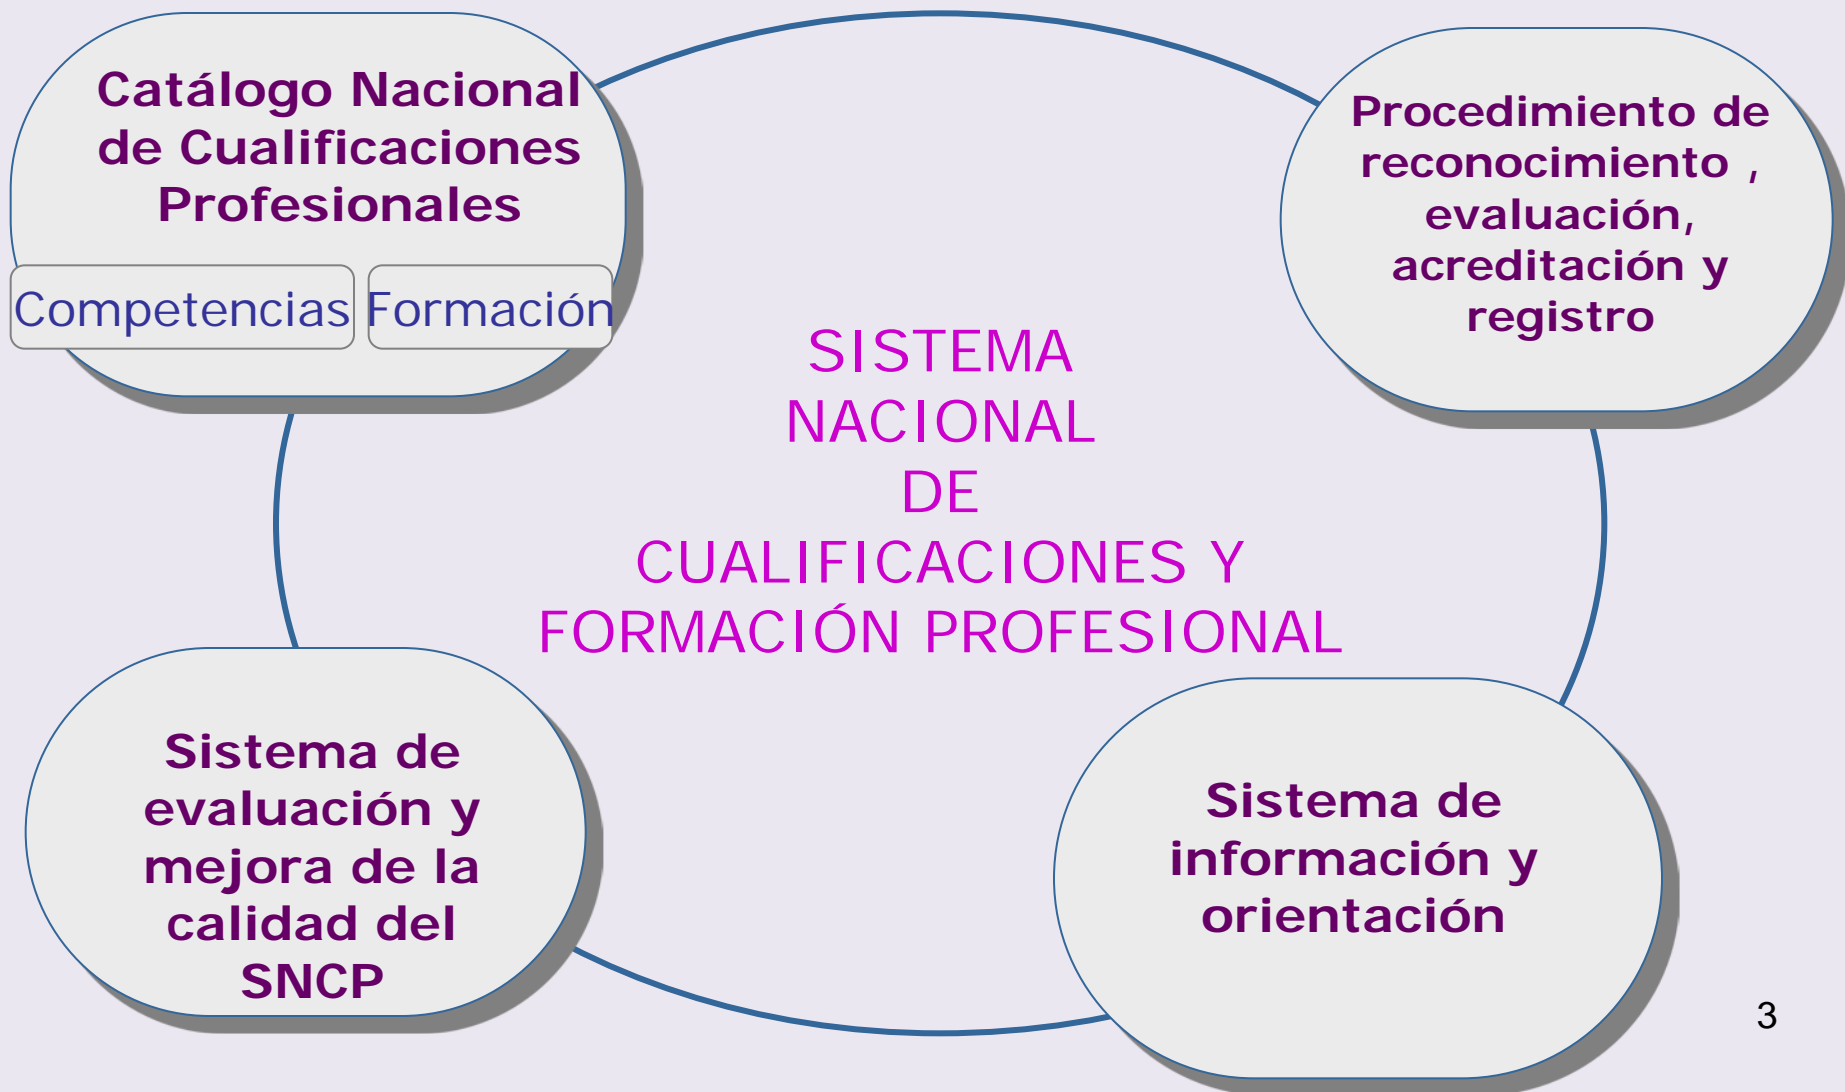 Catálogo Nacional
de Cualificaciones
Profesionales
Competencias
Formación
Procedimiento de
reconocimiento ,
evaluación,
acreditación y
registro
SISTEMA
NACIONAL
DE
CUALIFICACIONES Y
FORMACIÓN PROFESIONAL
Sistema de
evaluación y
mejora de la
calidad del
SNCP
Sistema de
información y
orientación
3